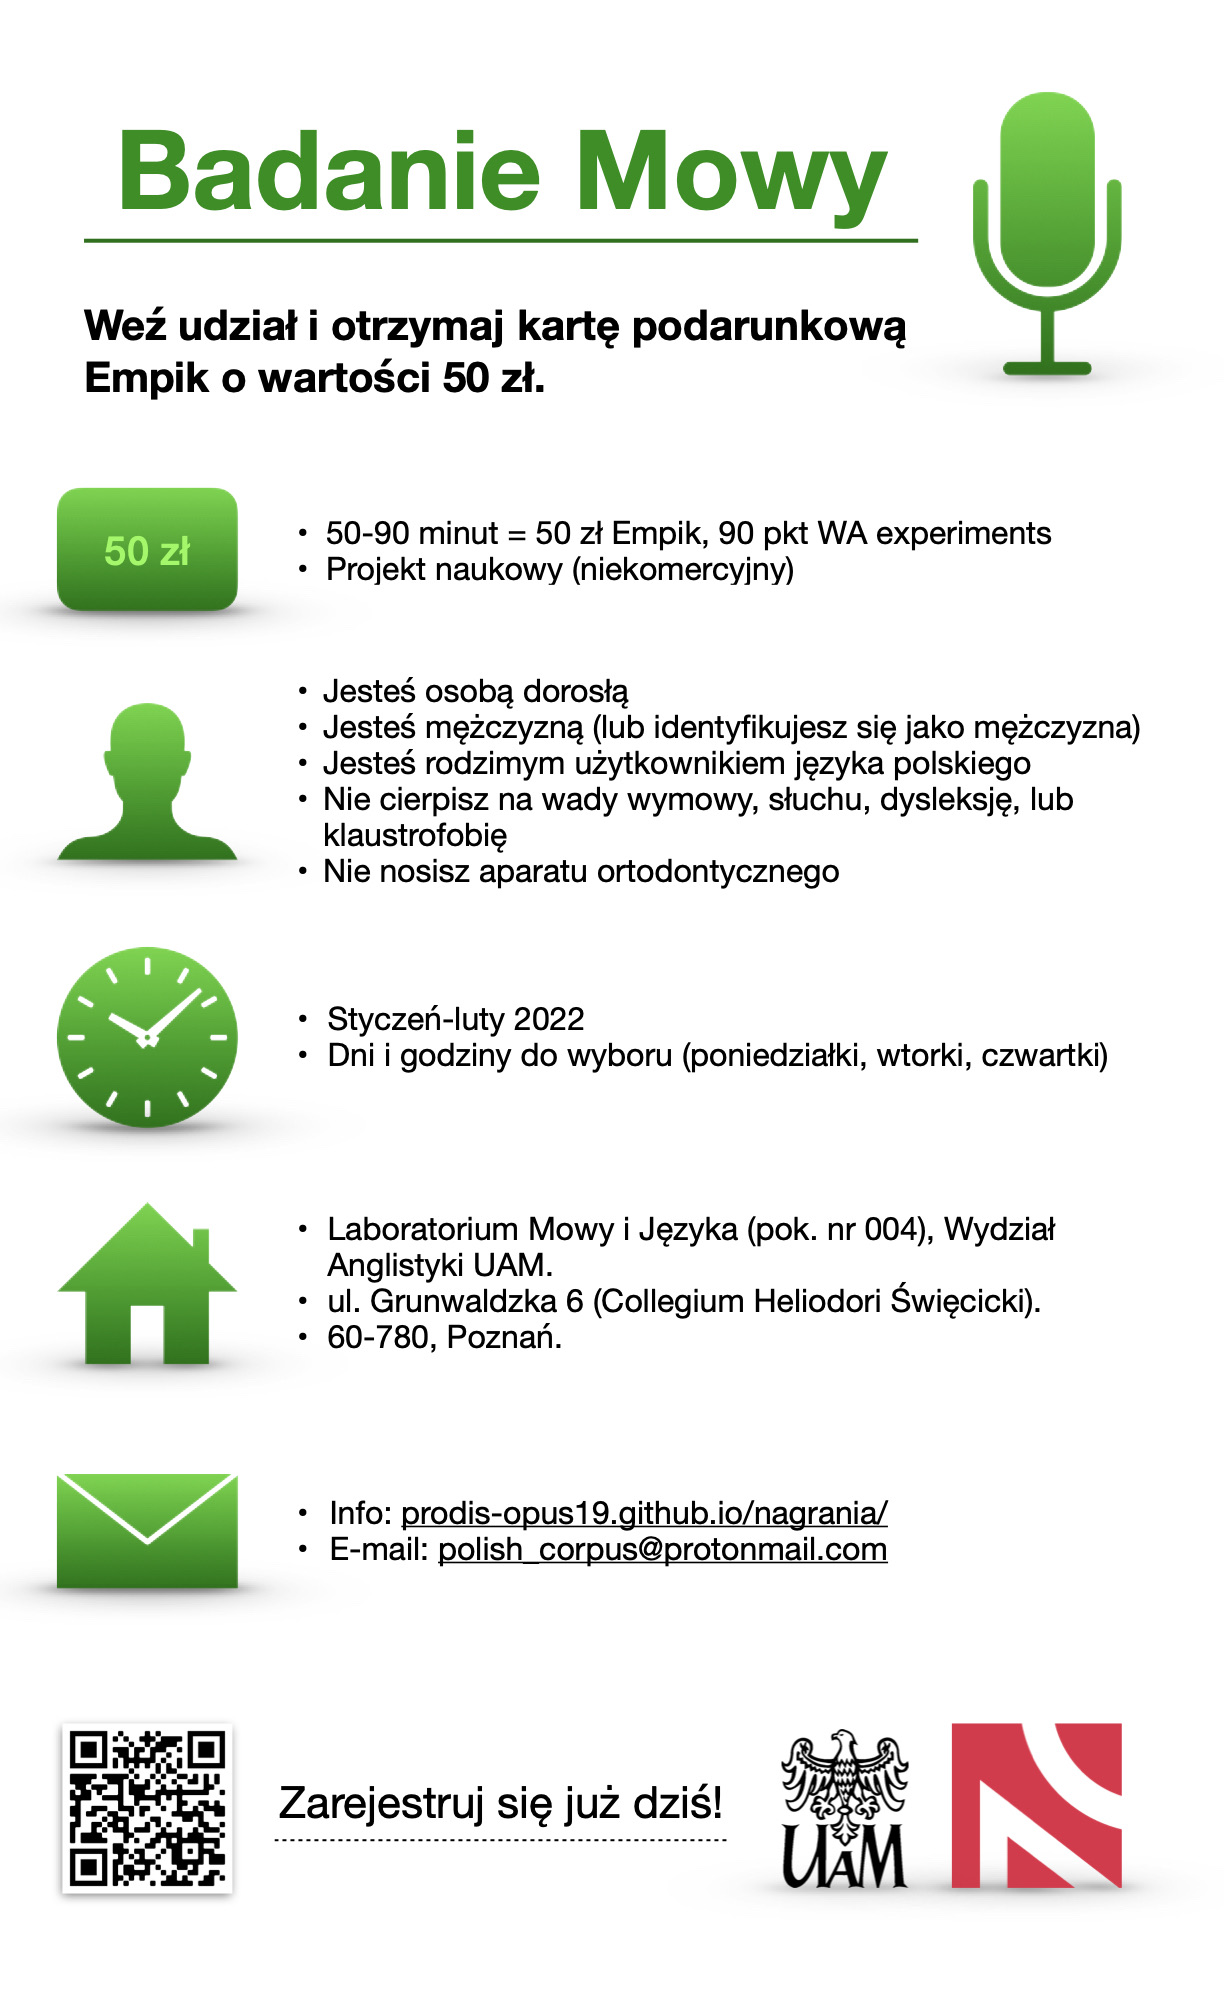 Badanie Mowy
Weź udział i otrzymaj kartę podarunkową
Empik o wartości 50 zł.
50 zł
• 50-90 minut = 50 zł Empik, 90 pkt WA experiments
• Projekt naukowy (niekomercyjny)
• Jesteś osobą dorosłą
• Jesteś mężczyzną (lub identyfikujesz się jako mężczyzna)
• Jesteś rodzimym użytkownikiem języka polskiego
• Nie cierpisz na wady wymowy, słuchu, dysleksję, lub
klaustrofobię
• Nie nosisz aparatu ortodontycznego
• Styczeń-luty 2022
• Dni i godziny do wyboru (poniedziałki, wtorki, czwartki)
• Laboratorium Mowy i Języka (pok. nr 004), Wydział
Anglistyki UAM.
• ul. Grunwaldzka 6 (Collegium Heliodori Święcicki).
• 60-780, Poznań.
• Info: prodis-opus19.github.io/nagrania/
• E-mail: polish_corpus@protonmail.com
Zarejestruj się już dziś!
UAM